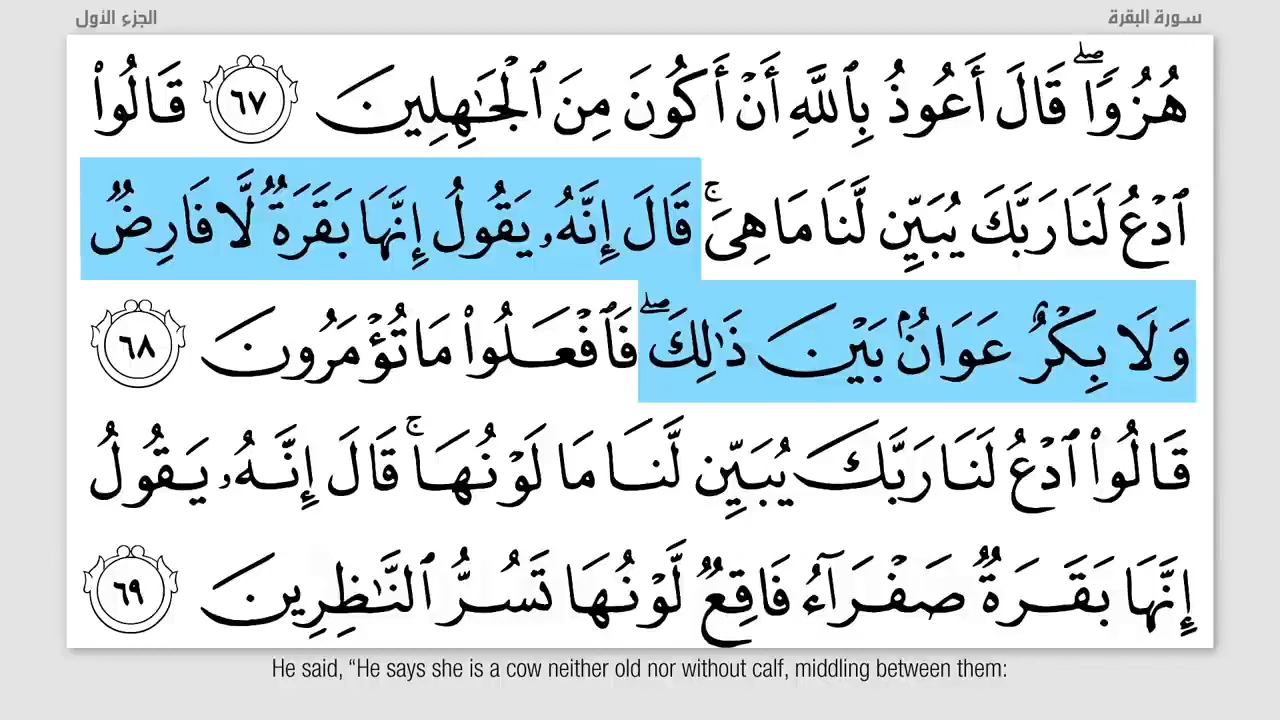 سورة البقرة
الجزء الأول
هُزُوًا ۖ قَالَ أَعُوذُ بِٱللَّهِ أَنْ أَكُونَ مِنَ ٱلْجَـٰهِلِينَ ٦٧ قَالُوا۟
ٱدْعُ لَنَا رَبَّكَ يُبَيِّن لَّنَا مَا هِىَ ۚ قَالَ إِنَّهُۥ يَقُولُ إِنَّهَا بَقَرَةٌ لَّا فَارِضٌ
وَلَا بِكْرٌ عَوَانٌۢ بَيْنَ ذَٰلِكَ ۖ فَٱفْعَلُوا۟ مَا تُؤْمَرُونَ ٦٨
قَالُوا۟ ٱدْعُ لَنَا رَبَّكَ يُبَيِّن لَّنَا مَا لَوْنُهَا ۚ قَالَ إِنَّهُۥ يَقُولُ
إِنَّهَا بَقَرَةٌ صَفْرَآءُ فَاقِعٌ لَّوْنُهَا تَسُرُّ ٱلنَّـٰظِرِينَ ٦٩
He said, “He says she is a cow neither old nor without calf, middling between them: